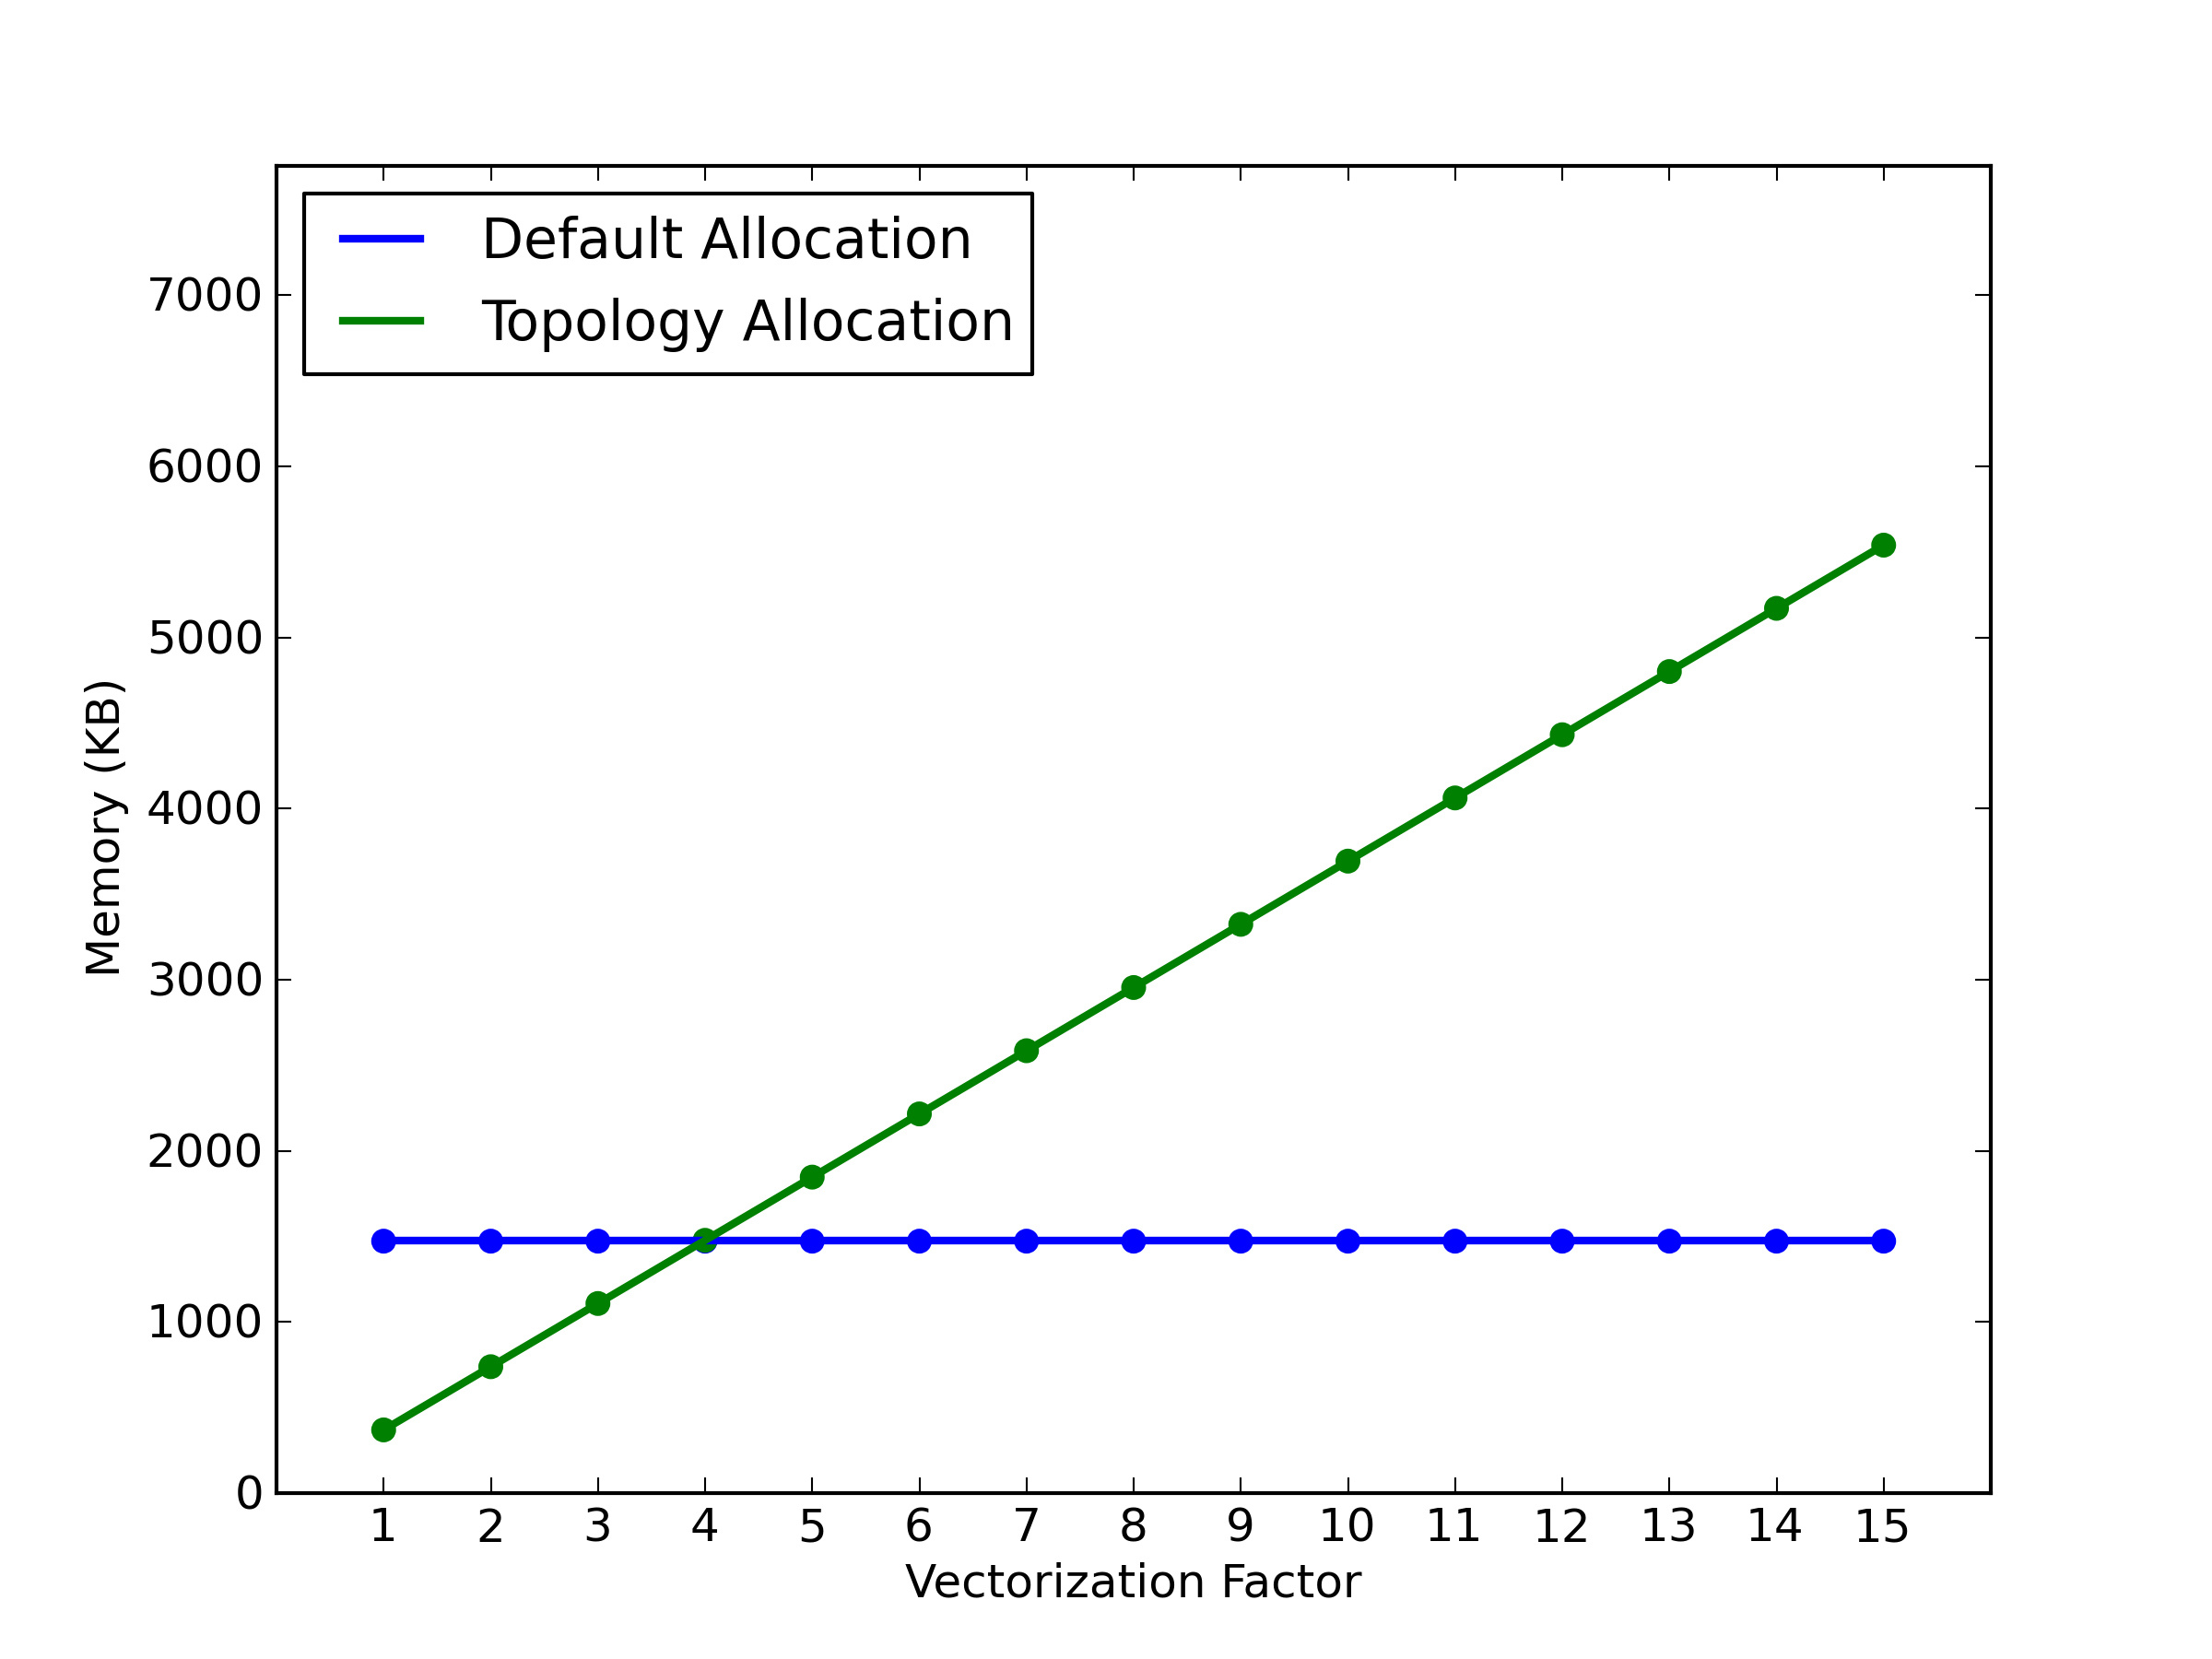 Default Allocation
Topology Allocation
7000
6000
5000
4000
3000
2000
1000
0
Memory (KB)
1 2 3 4 5 6 7 8 9 10 11 12 13 14 15
Vectorization Factor